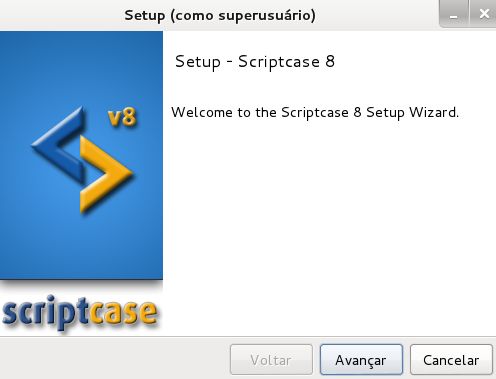 Setup (como superusuário)
Setup - Scriptcase 8
v8
Welcome to the Scriptcase 8 Setup Wizard.
scriptcase
Voltar
Avançar
Cancelar